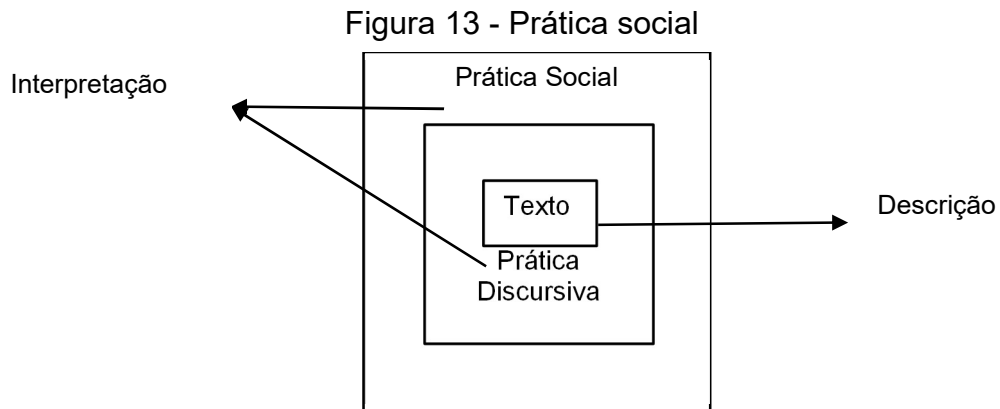 Figura 13 - Prática social
Prática Social
Interpretação
Texto
Descrição
Prática
Discursiva